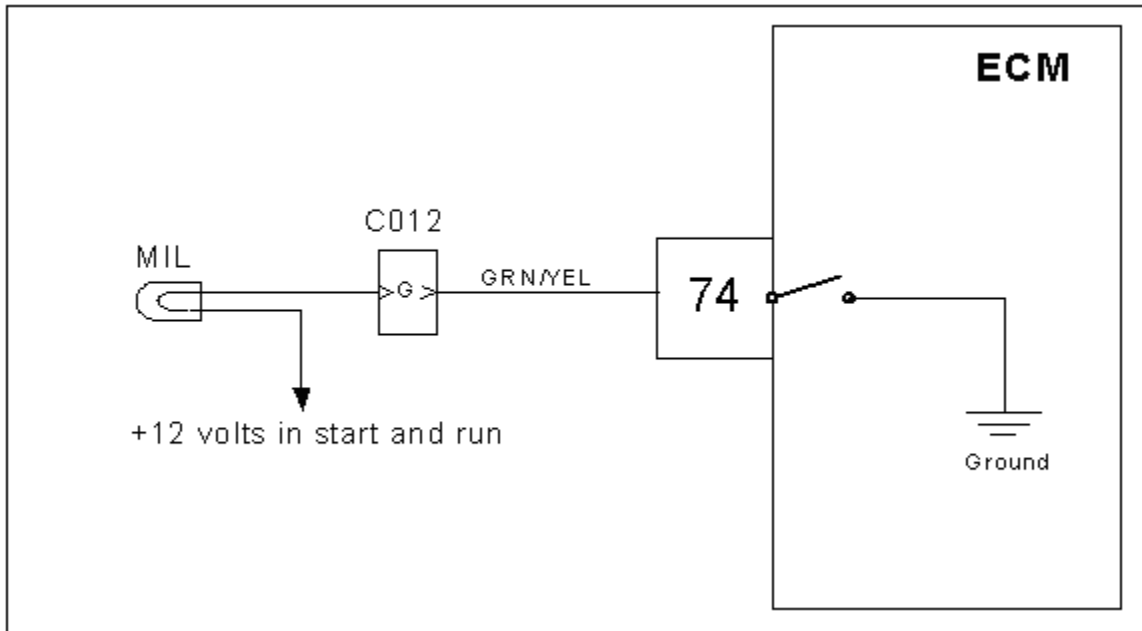 ECM
C012
MIL
>G>
GRN/YEL
74
+12 volts in start and run
Ground